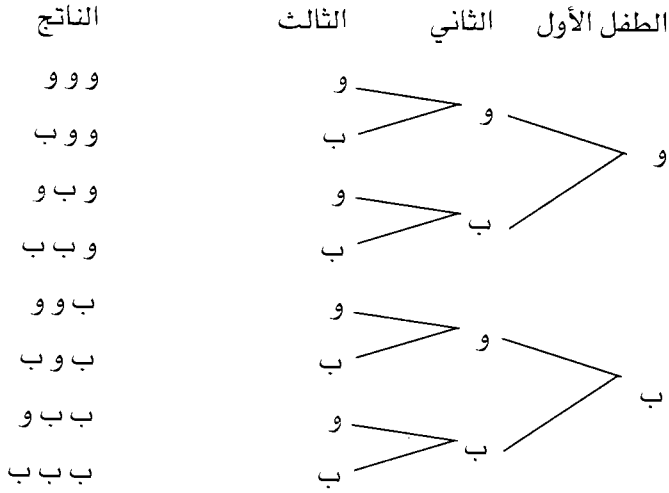 الطفل الأول الثاني الثالث الناتج
و و و و و و
ب و و ب
و و ب و
ب ب و ب ب
ب و و ب و و
ب ب و ب
و ب ب و
ب ب ب ب ب